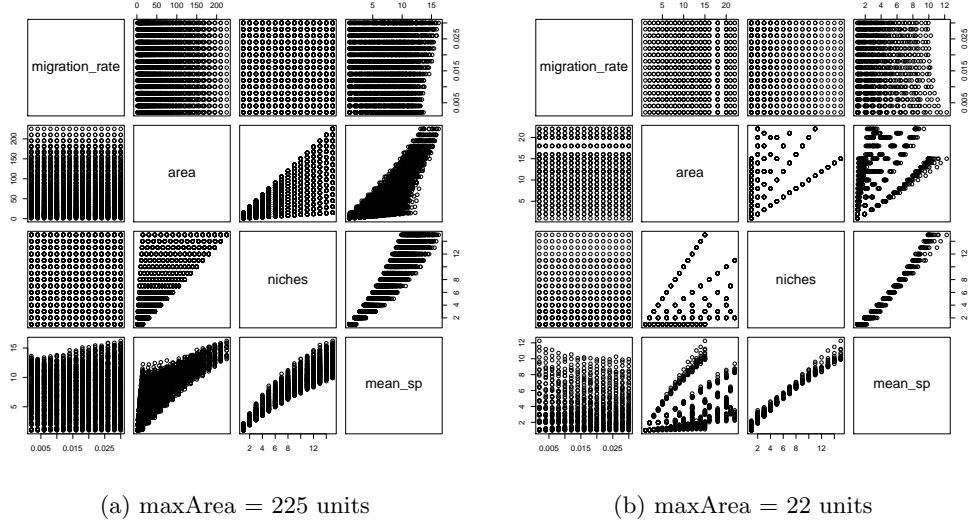 0 50 100 150 200
5 10 15
migration_rate
0.005 0.015 0.025
0 50 100 150 200
area
niches
2 4 6 8 12
5 10 15
mean_sp
0.005 0.015 0.025
2 4 6 8 12
5 10 15 20
2 4 6 8 10 12
migration_rate
0.005 0.015 0.025
5 10 15 20
area
niches
2 4 6 8 12
2 4 6 8 10 12
mean_sp
0.005 0.015 0.025
2 4 6 8 12
(a) maxArea = 225 units
(b) maxArea = 22 units